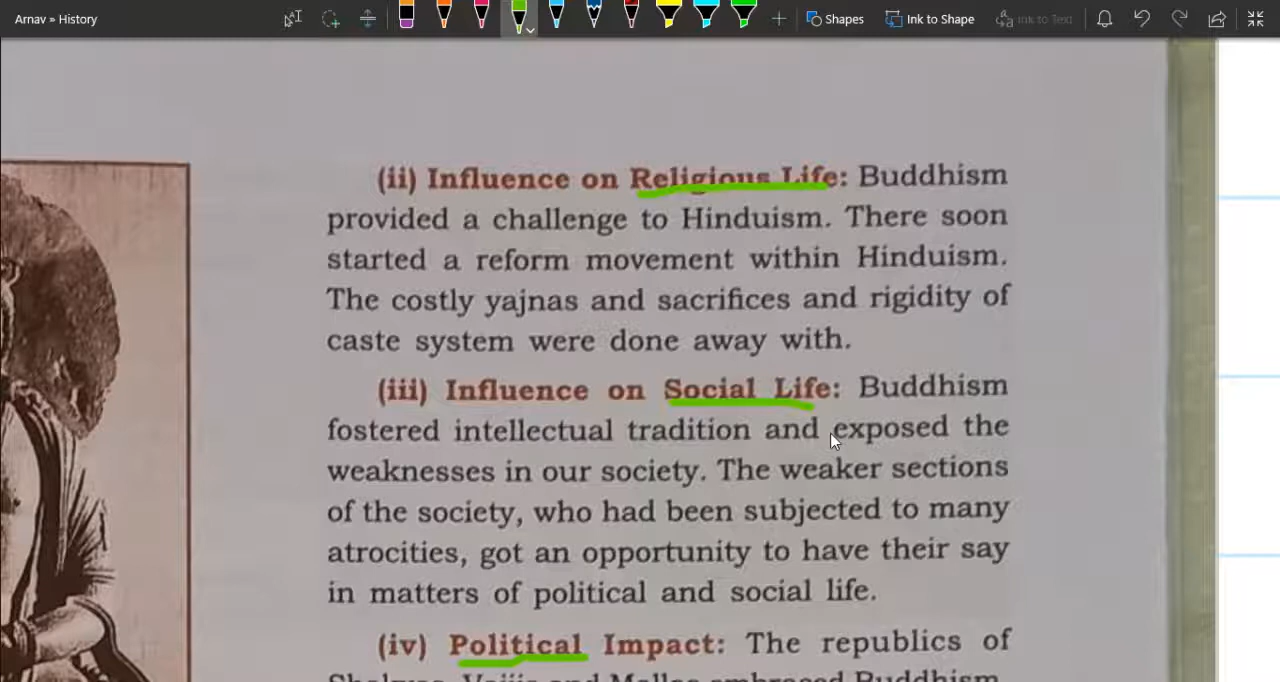 Arnav » History
Shapes
Ink to Shape
Ink to Text
(ii) Influence on Religious Life: Buddhism
provided a challenge to Hinduism. There soon
started a reform movement within Hinduism.
The costly yajnas and sacrifices and rigidity of
caste system were done away with.
(iii) Influence on Social Life: Buddhism
fostered intellectual tradition and exposed the
weaknesses in our society. The weaker sections
of the society, who had been subjected to many
atrocities, got an opportunity to have their say
in matters of political and social life.
(iv) Political Impact: The republics of
and Mallas embraced Buddhism